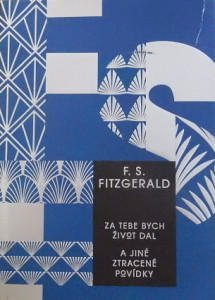 F. S.
FITZGERALD
ZA TEBE BYCH
ŽIVOT DAL
A JINÉ
ZTRACENÉ
POVÍDKY